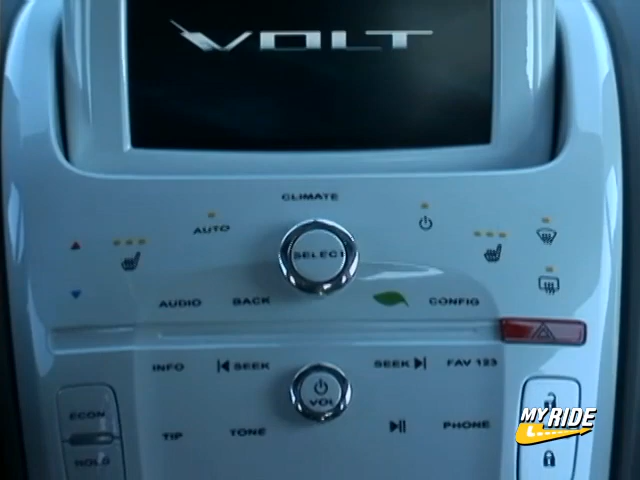 VOLT
CLIMATE
AUTO
SELECT
AUDIO BACK CONFIG
INFO SEEK SEEK FAV 123
VOL
ECON
TIP TONE PHONE
HOLD
MY RIDE